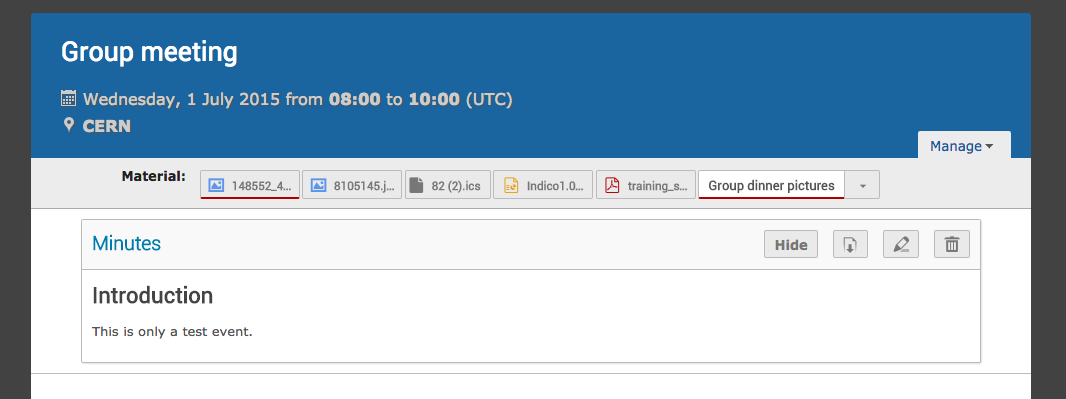 Group meeting
Wednesday, 1 July 2015 from 08:00 to 10:00 (UTC)
CERN
Manage
Material: 148552_4... 8105145.j... 82 (2).ics Indico1.0... training_s... Group dinner pictures
Minutes Hide
Introduction
This is only a test event.